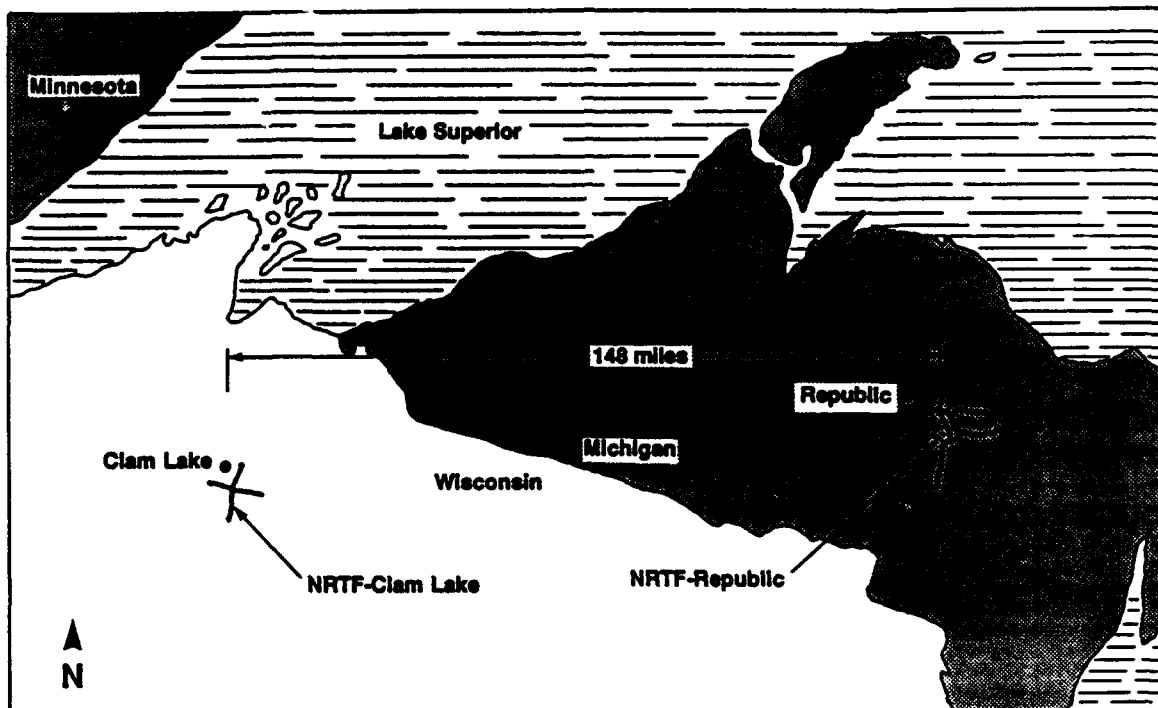 Minnesota
Lake Superior
148 miles
Republic
Michigan
Clam Lake
Wisconsin
NRTF-Clam Lake
NRTF-Republic
N